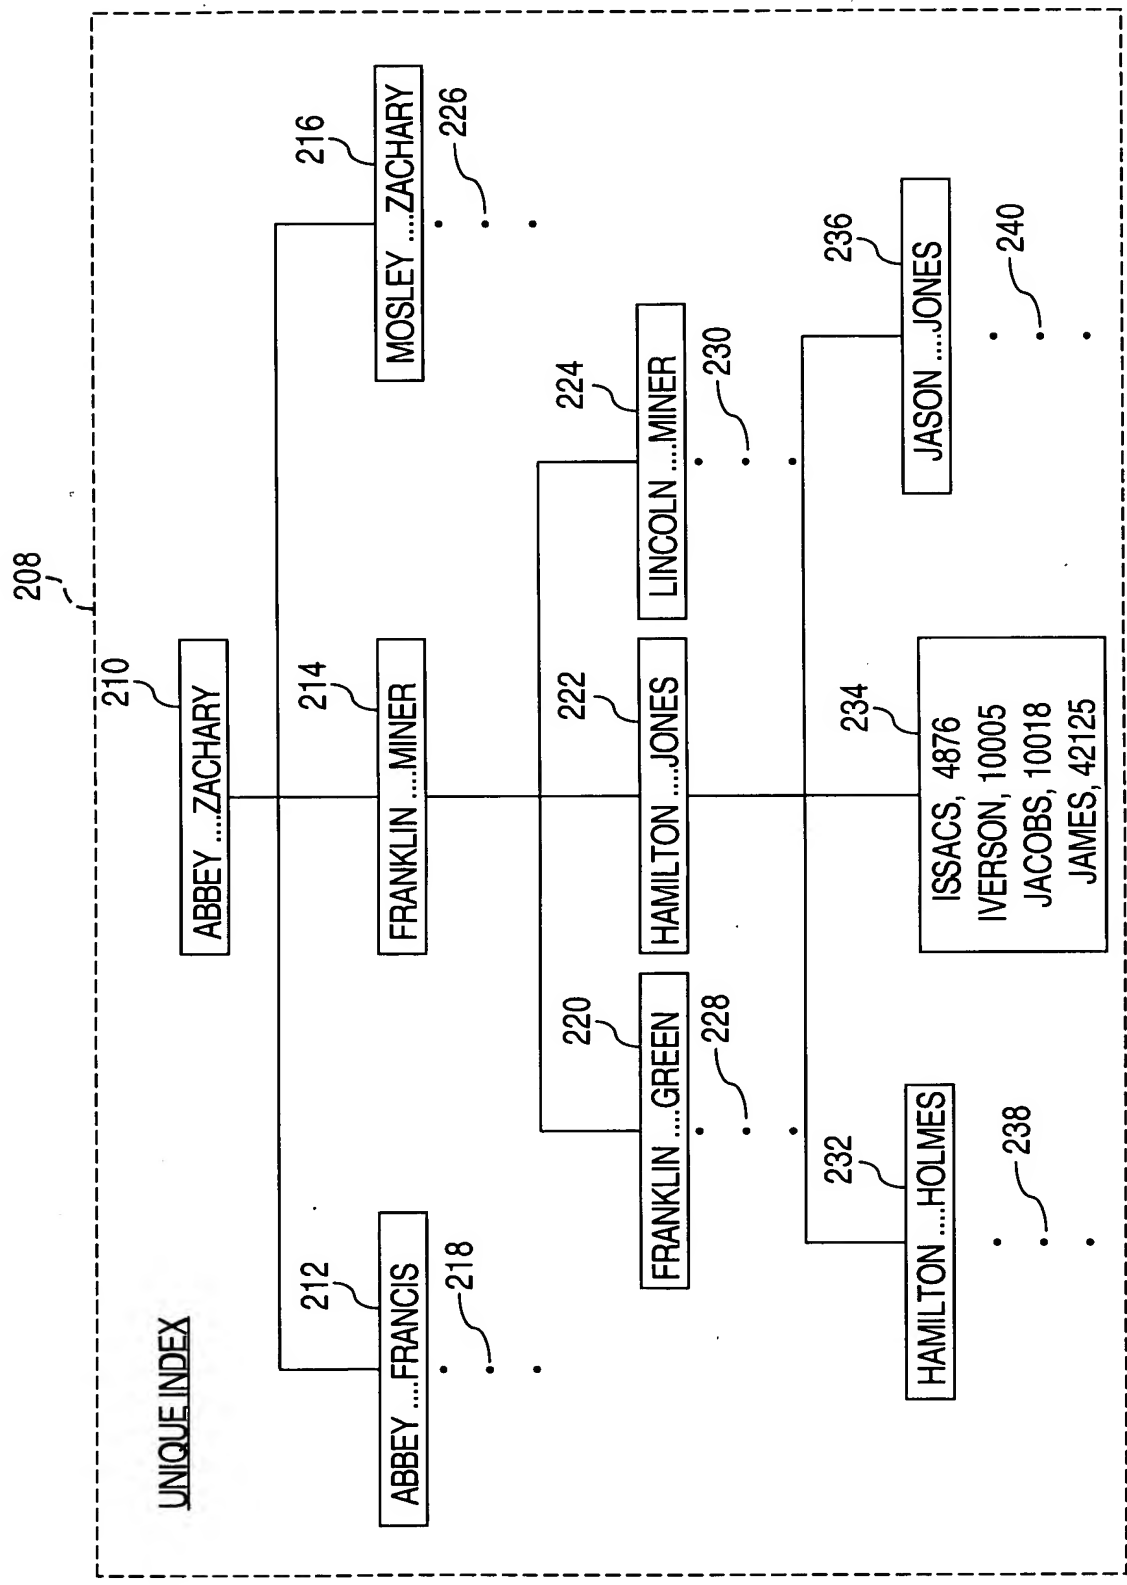 208
UNIQUE INDEX
210
ABBEY ....ZACHARY
212
ABBEY ....FRANCIS
218
214
FRANKLIN ....MINER
216
MOSLEY ....ZACHARY
226
220
FRANKLIN ....GREEN
228
222
HAMILTON ....JONES
224
LINCOLN ....MINER
230
232
HAMILTON ....HOLMES
238
234
ISSACS, 4876
IVERSON, 10005
JACOBS, 10018
JAMES, 42125
236
JASON ....JONES
240